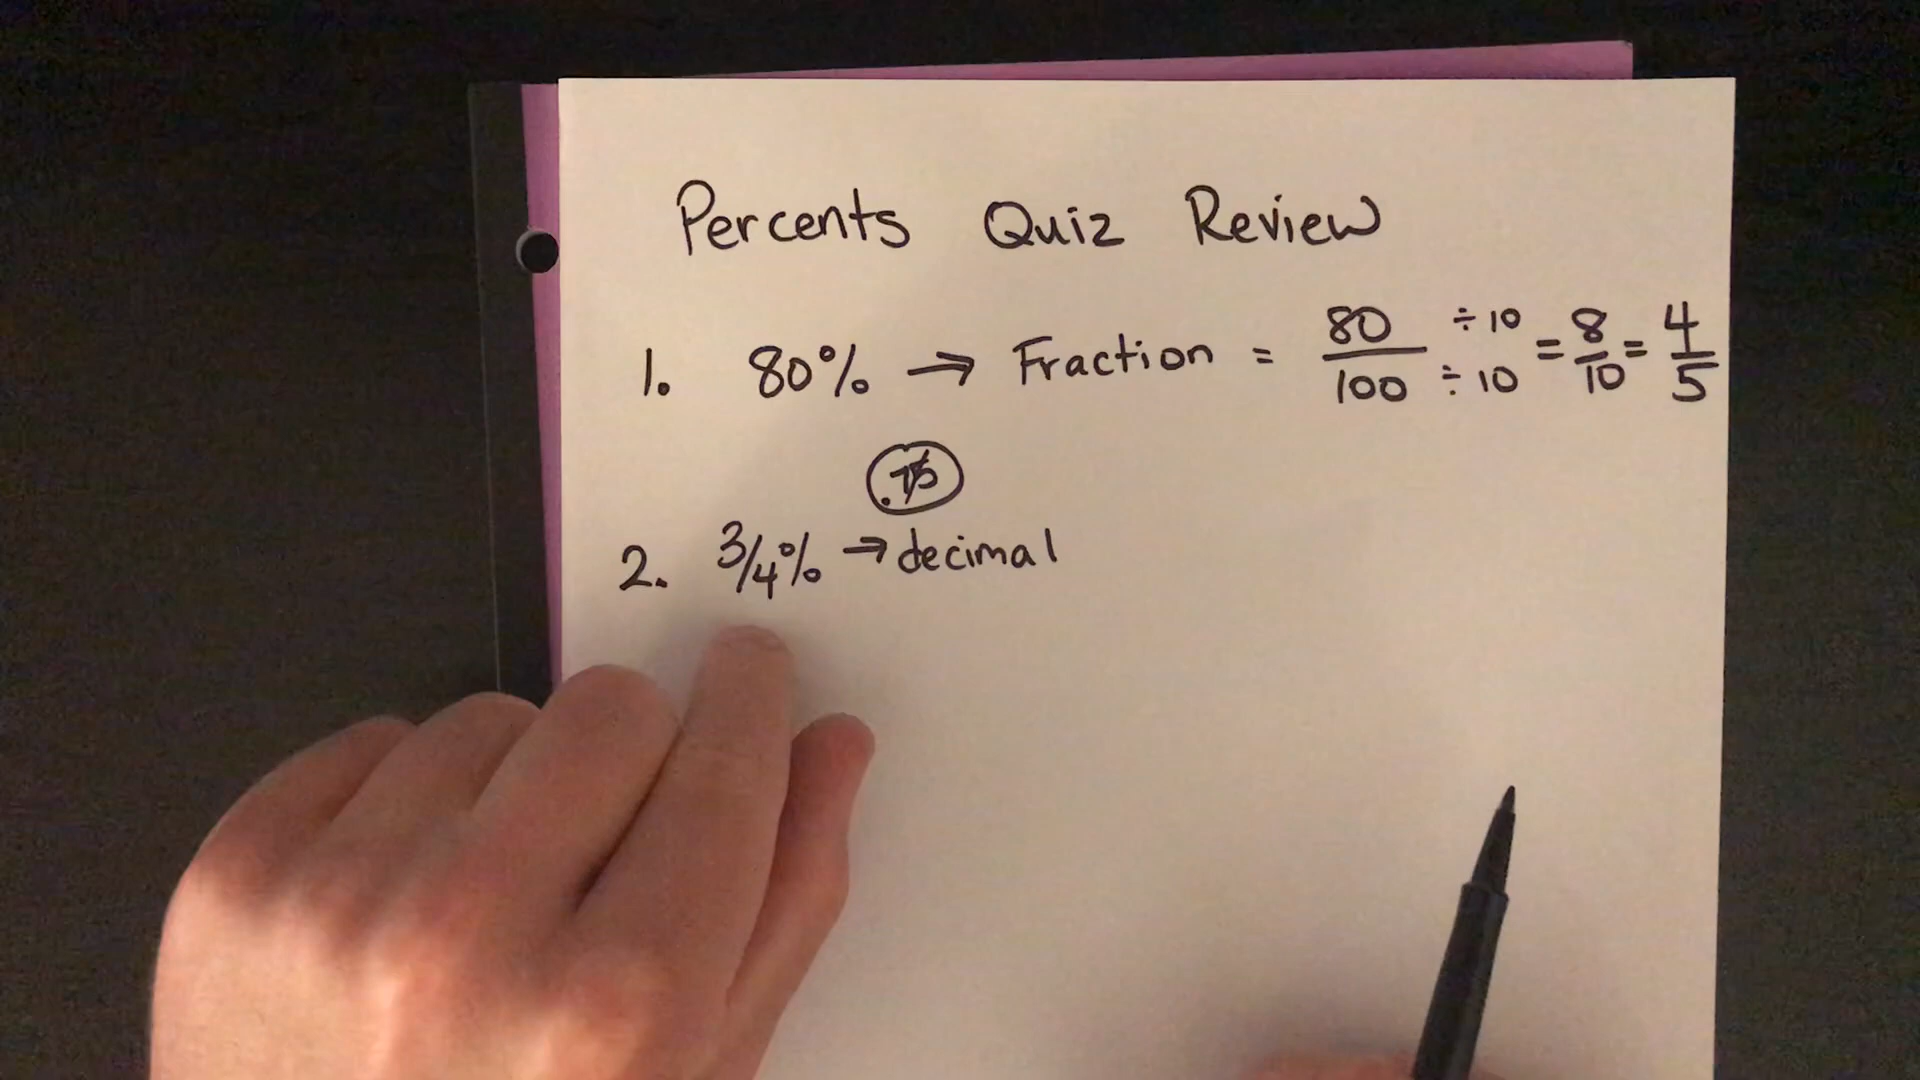 Percents Quiz Review
1. 80% → Fraction = 80/100 ÷10/÷10 = 8/10 = 4/5
.75
2. 3/4% → decimal